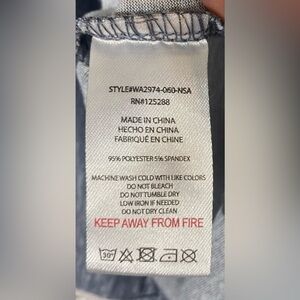 STYLE#WA2974-060-NSA
RN#125288
MADE IN CHINA
HECHO EN CHINA
FABRIQUÉ EN CHINE
95% POLYESTER 5% SPANDEX
MACHINE WASH COLD WITH LIKE COLORS
DO NOT BLEACH
DO NOT TUMBLE DRY
LOW IRON IF NEEDED
DO NOT DRY CLEAN
KEEP AWAY FROM FIRE
30°